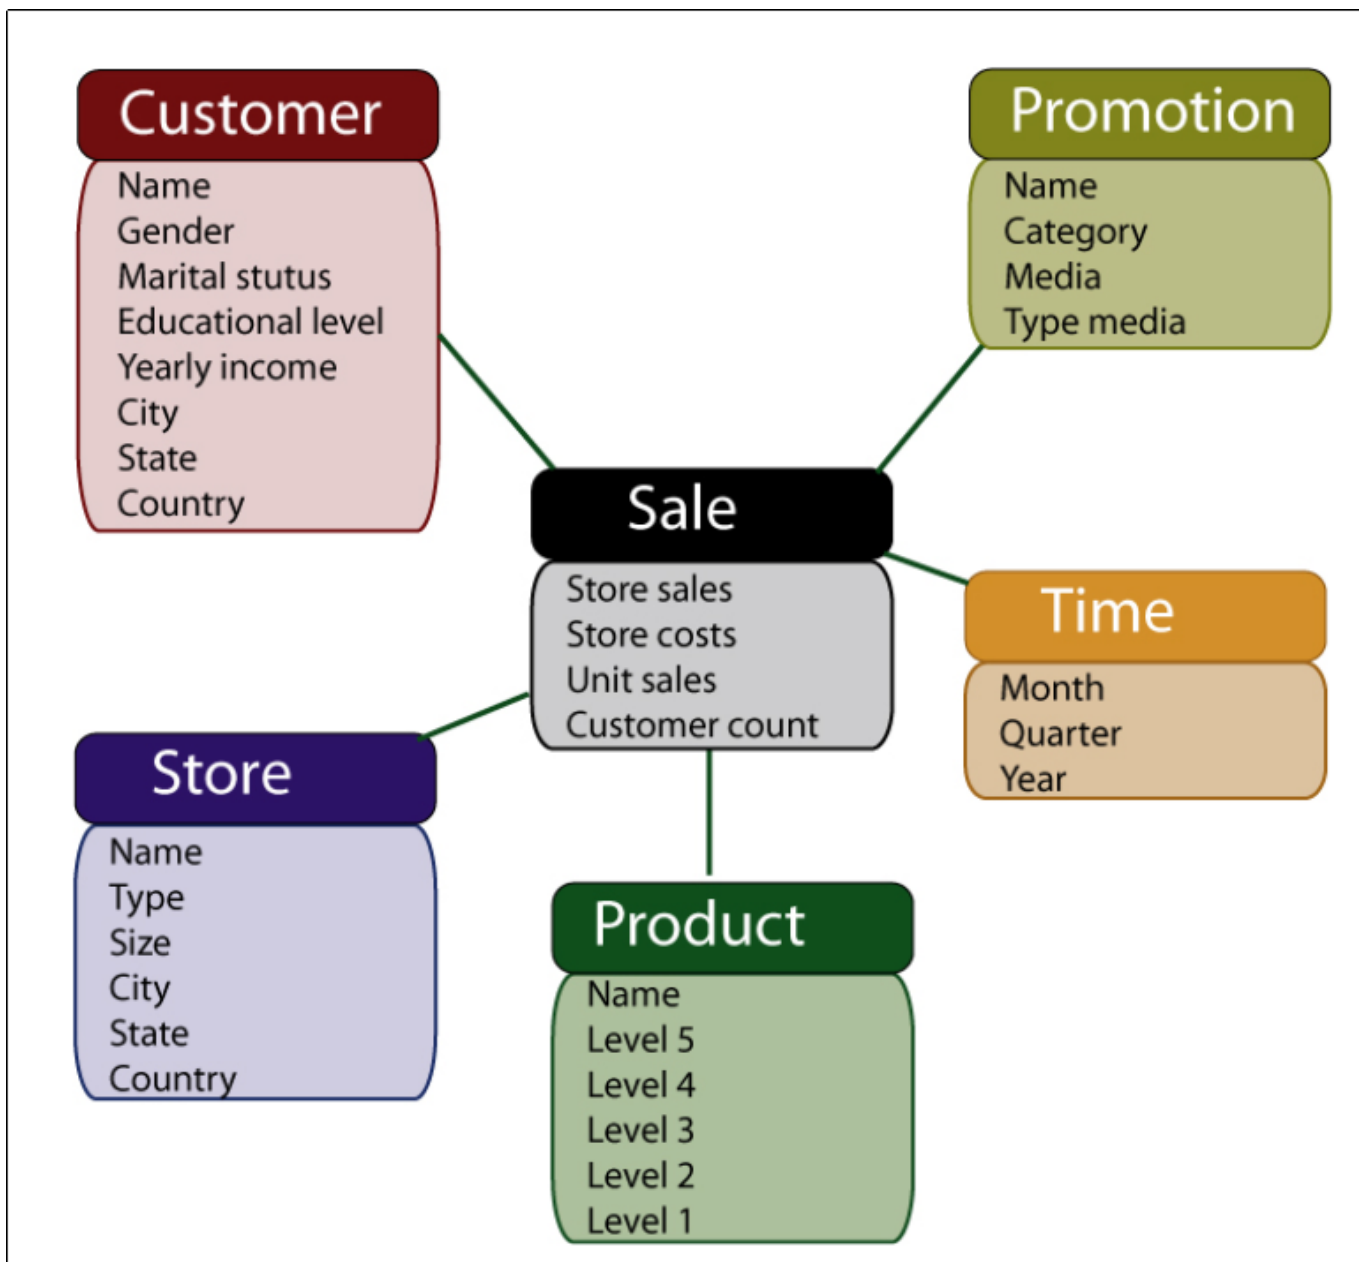 Customer
Name
Gender
Marital stutus
Educational level
Yearly income
City
State
Country
Promotion
Name
Category
Media
Type media
Sale
Store sales
Store costs
Unit sales
Customer count
Time
Month
Quarter
Year
Store
Name
Type
Size
City
State
Country
Product
Name
Level 5
Level 4
Level 3
Level 2
Level 1